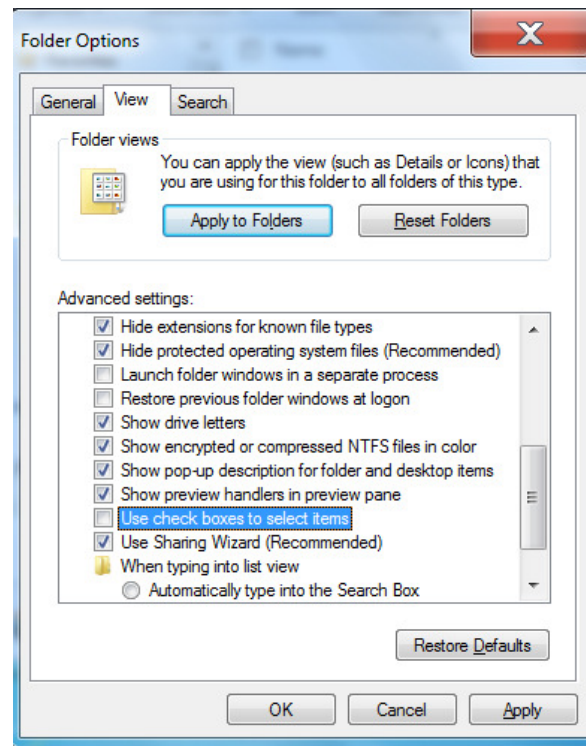 Folder Options
General View Search
Folder views
You can apply the view (such as Details or Icons) that
you are using for this folder to all folders of this type.
Apply to Folders Reset Folders
Advanced settings:
Hide extensions for known file types
Hide protected operating system files (Recommended)
Launch folder windows in a separate process
Restore previous folder windows at logon
Show drive letters
Show encrypted or compressed NTFS files in color
Show pop-up description for folder and desktop items
Show preview handlers in preview pane
Use check boxes to select items
Use Sharing Wizard (Recommended)
When typing into list view
Automatically type into the Search Box
Restore Defaults
OK Cancel Apply